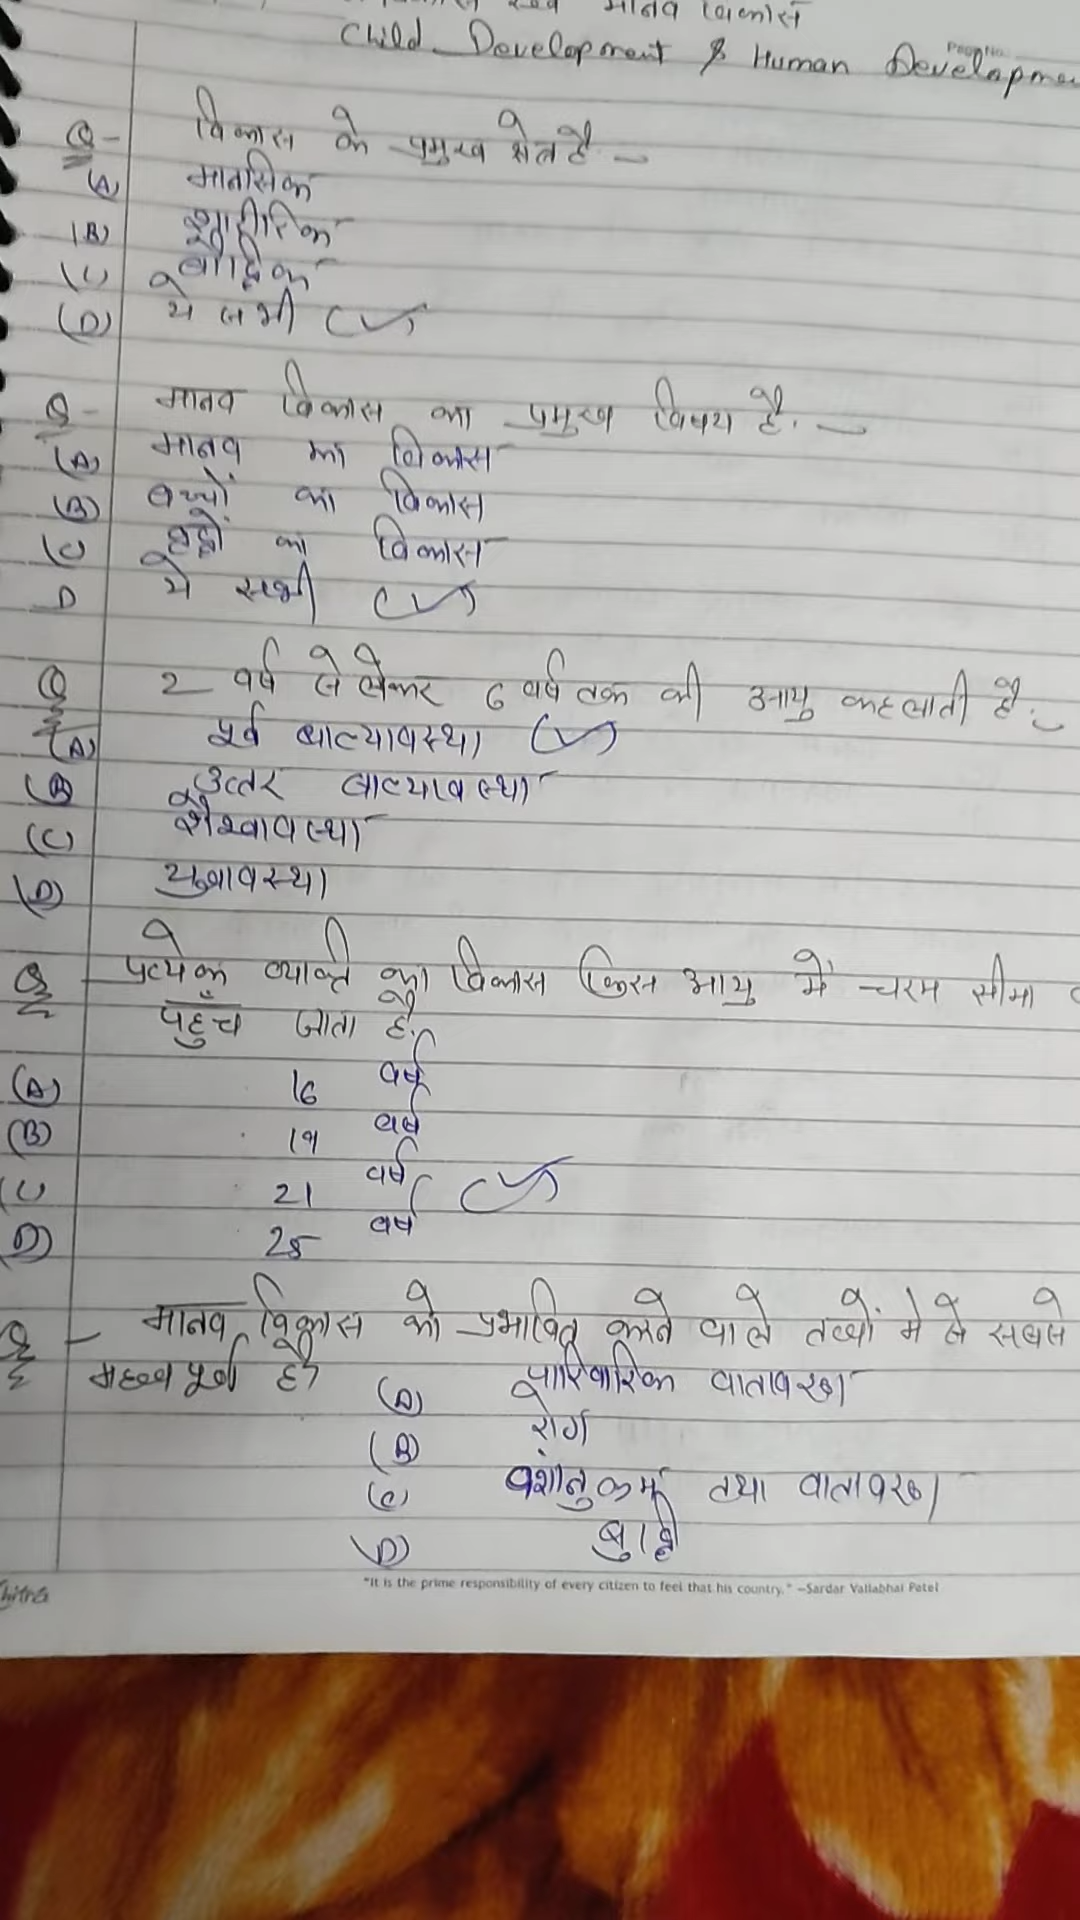 मानव विकास
Child Development & Human Developme
Page No.
Q- विकास के प्रमुख क्षेत्र है -
(A) मानसिक
(B) शारीरिक
(C) बौद्धिक
(D) ये सभी
Q- मानव विकास का प्रमुख विषय है. -
(A) मानव का विकास
(B) बच्चों का विकास
(C) का विकास
D ये सभी
Q 2 वर्ष से लेकर 6 वर्ष तक की आयु कहलाती है:-
(A) पूर्व बाल्यावस्था
(B) उत्तर बाल्यावस्था
(C) शैश्वावस्था
(D) युवावस्था
Q- प्रत्येक व्यक्ति का विकास किस आयु में चरम सीमा
पहुँच जाता है.
(A) 16 वर्ष
(B) 19 वर्ष
(C) 21 वर्ष
(D) 25 वर्ष
Q- मानव विकास को प्रभावित करने वाले तथ्यों मे से सबसे
महत्व पूर्ण है?
(A) पारिवारिक वातावरण
(B) रोग
(C) वंशानुक्रम तथा वातावरण
(D) बुद्धि
"It is the prime responsibility of every citizen to feel that his country." -Sardar Vallabhai Patel